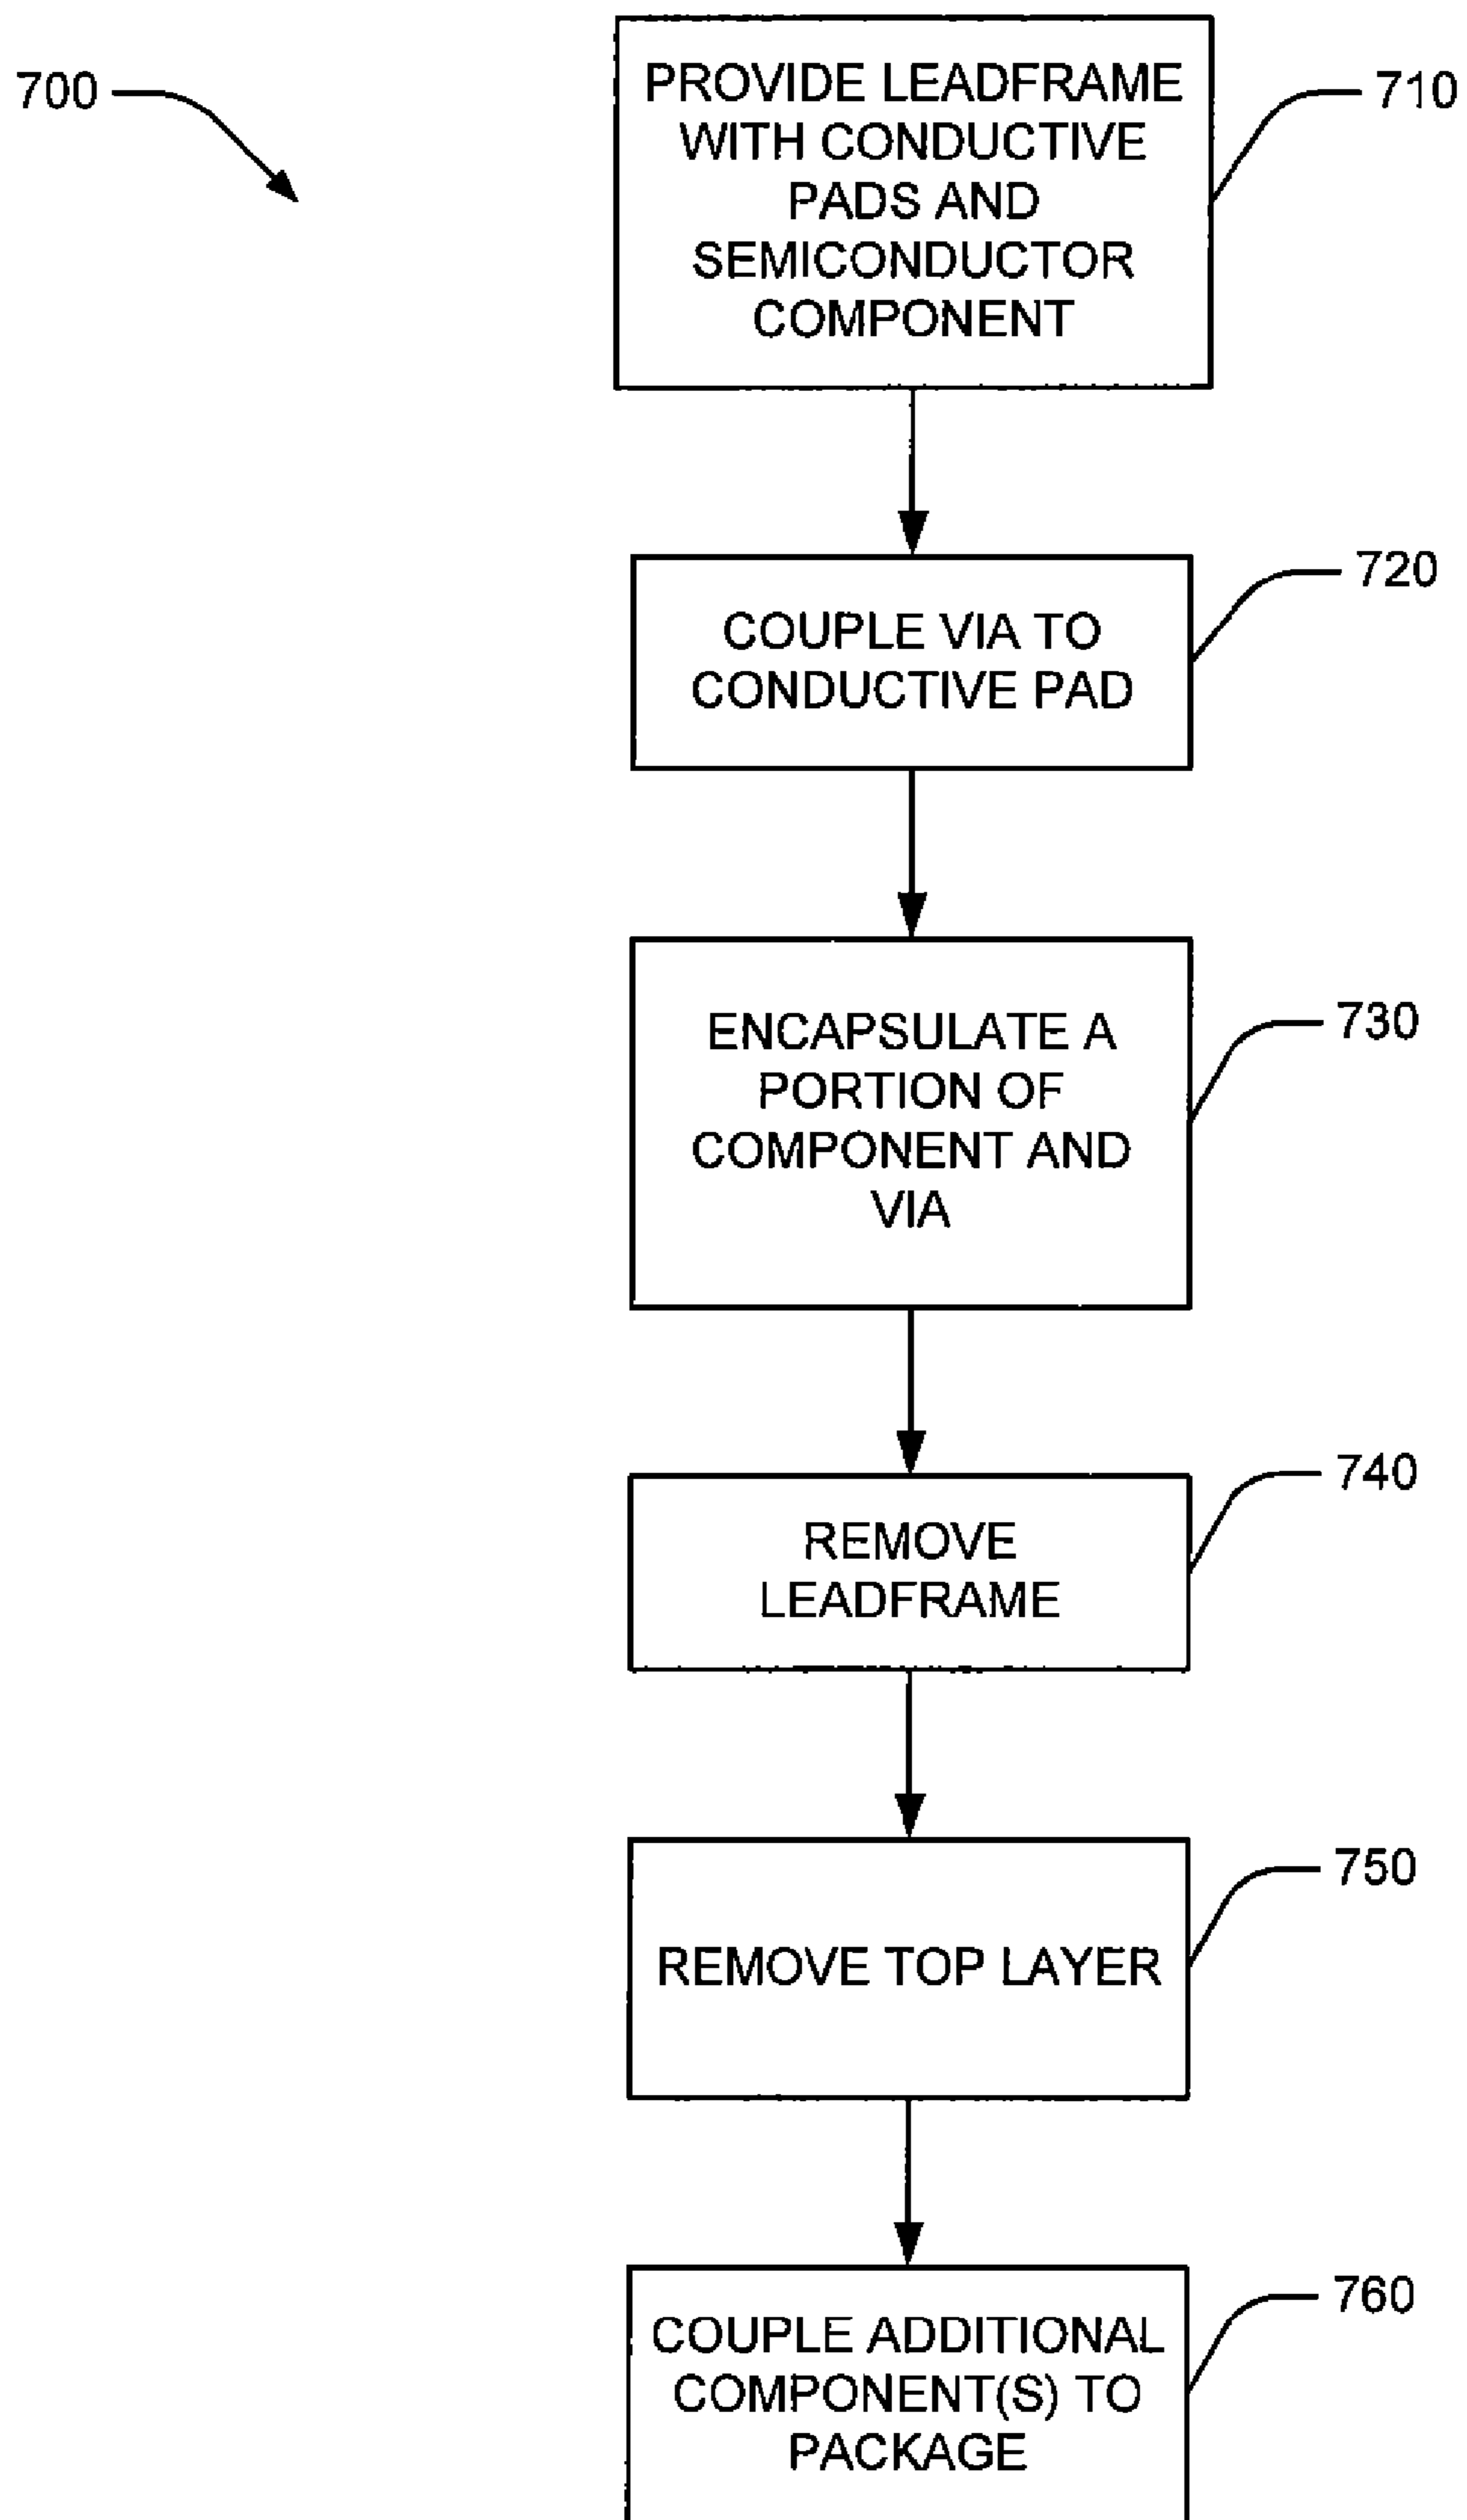 700
PROVIDE LEADFRAME
WITH CONDUCTIVE
PADS AND
SEMICONDUCTOR
COMPONENT
710
COUPLE VIA TO
CONDUCTIVE PAD
720
ENCAPSULATE A
PORTION OF
COMPONENT AND
VIA
730
REMOVE
LEADFRAME
740
REMOVE TOP LAYER
750
COUPLE ADDITIONAL
COMPONENT(S) TO
PACKAGE
760